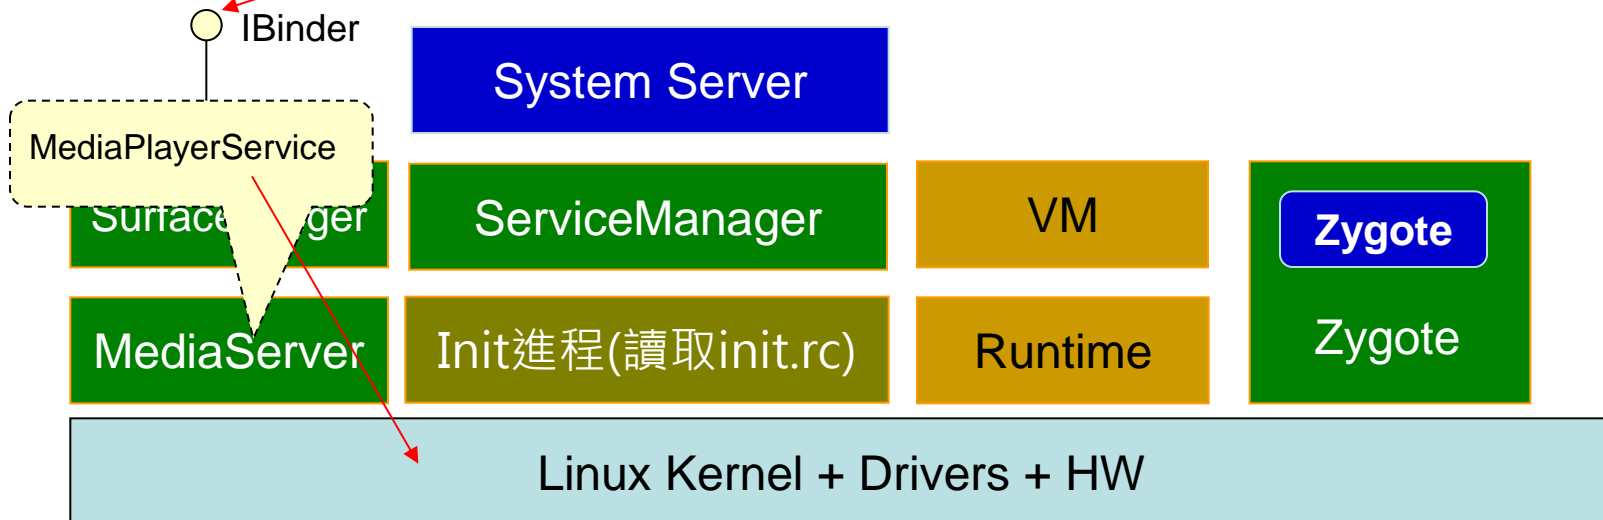 IBinder
System Server
MediaPlayerService
ServiceManager
VM
Zygote
MediaServer
Init進程(讀取init.rc)
Runtime
Zygote
Linux Kernel + Drivers + HW